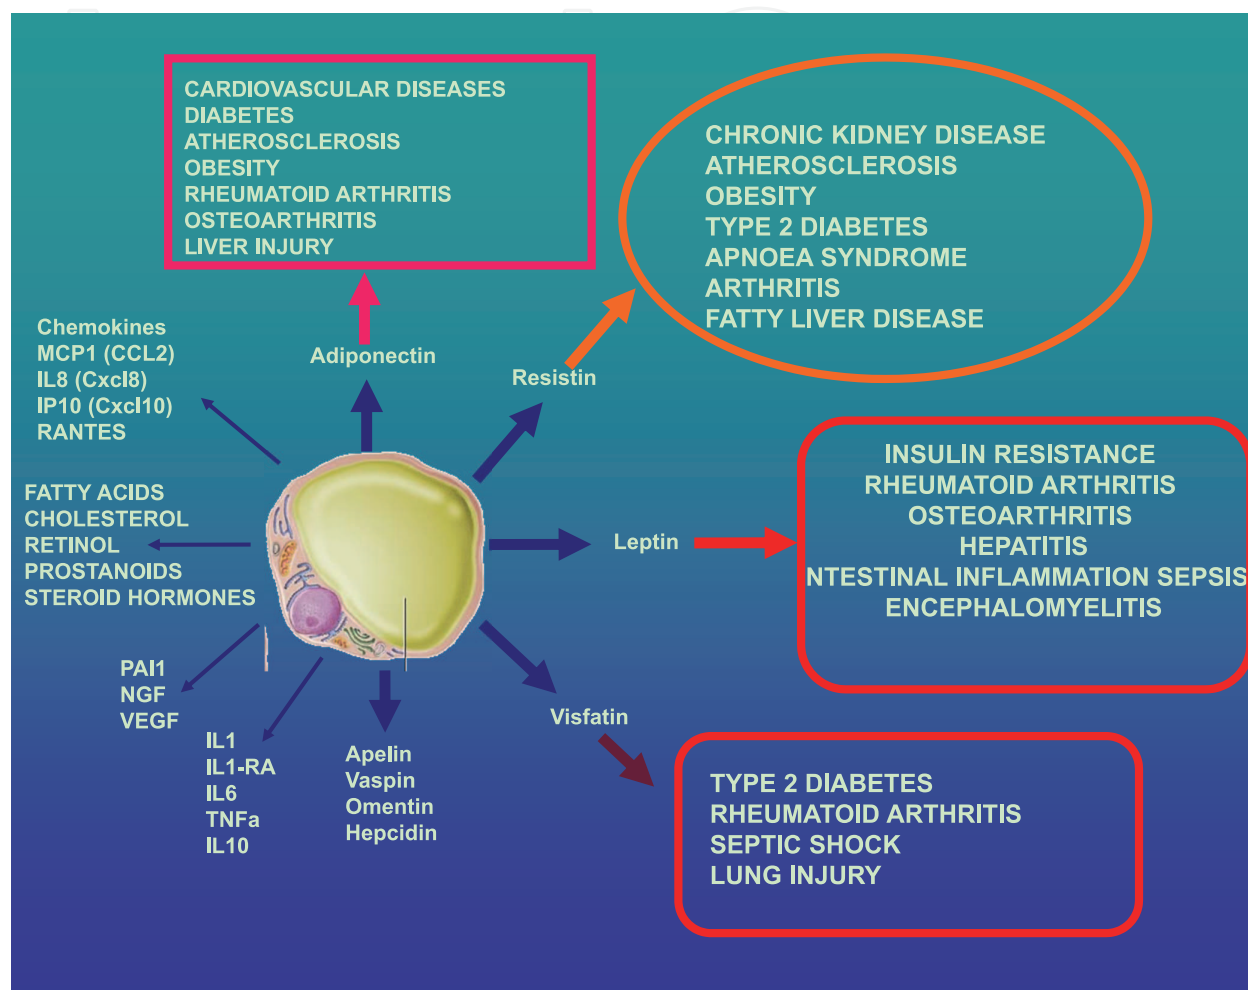 CARDIOVASCULAR DISEASES
DIABETES
ATHEROSCLEROSIS
OBESITY
RHEUMATOID ARTHRITIS
OSTEOARTHRITIS
LIVER INJURY
CHRONIC KIDNEY DISEASE
ATHEROSCLEROSIS
OBESITY
TYPE 2 DIABETES
APNOEA SYNDROME
ARTHRITIS
FATTY LIVER DISEASE
Chemokines
MCP1 (CCL2)
IL8 (Cxcl8)
IP10 (Cxcl10)
RANTES
Adiponectin
Resistin
INSULIN RESISTANCE
RHEUMATOID ARTHRITIS
OSTEOARTHRITIS
HEPATITIS
NTESTINAL INFLAMMATION SEPSIS
ENCEPHALOMYELITIS
FATTY ACIDS
CHOLESTEROL
RETINOL
PROSTANOIDS
STEROID HORMONES
Leptin
PAI1
NGF
VEGF
Visfatin
IL1
IL1-RA
IL6
TNFa
IL10
Apelin
Vaspin
Omentin
Hepcidin
TYPE 2 DIABETES
RHEUMATOID ARTHRITIS
SEPTIC SHOCK
LUNG INJURY